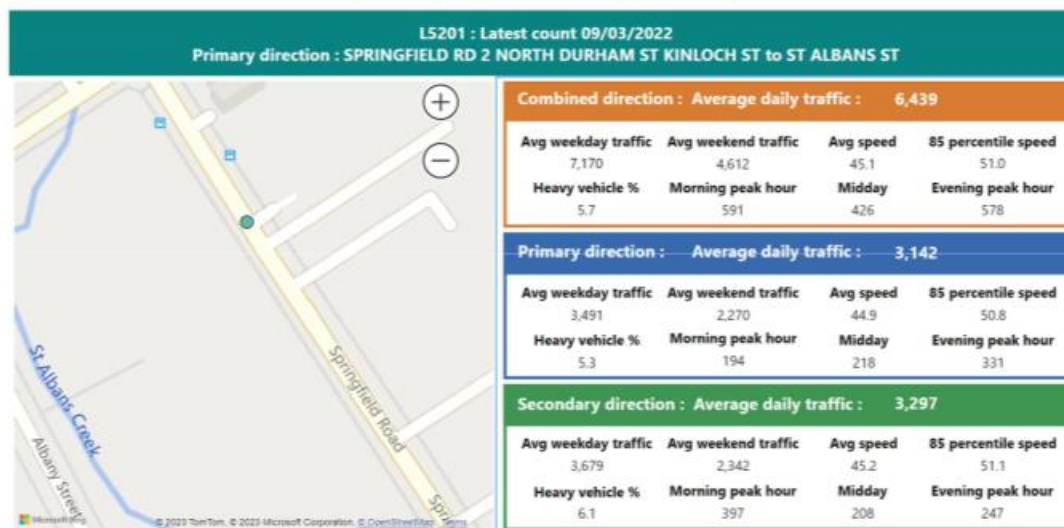 L5201 : Latest count 09/03/2022
Primary direction : SPRINGFIELD RD 2 NORTH DURHAM ST KINLOCH ST to ST ALBANS ST
Combined direction : Average daily traffic : 6,439
Avg weekday traffic Avg weekend traffic Avg speed 85 percentile speed
7,170 4,612 45.1 51.0
Heavy vehicle % Morning peak hour Midday Evening peak hour
5.7 591 426 578
Primary direction : Average daily traffic : 3,142
Avg weekday traffic Avg weekend traffic Avg speed 85 percentile speed
3,491 2,270 44.9 50.8
Heavy vehicle % Morning peak hour Midday Evening peak hour
5.3 194 218 331
Secondary direction : Average daily traffic : 3,297
Avg weekday traffic Avg weekend traffic Avg speed 85 percentile speed
3,679 2,342 45.2 51.1
Heavy vehicle % Morning peak hour Midday Evening peak hour
6.1 397 208 247
St Albans Creek
Albany Street
Springfield Road
Spri
Microsoft Bing
© 2023 TomTom, © 2023 Microsoft Corporation, © OpenStreetMap Terms